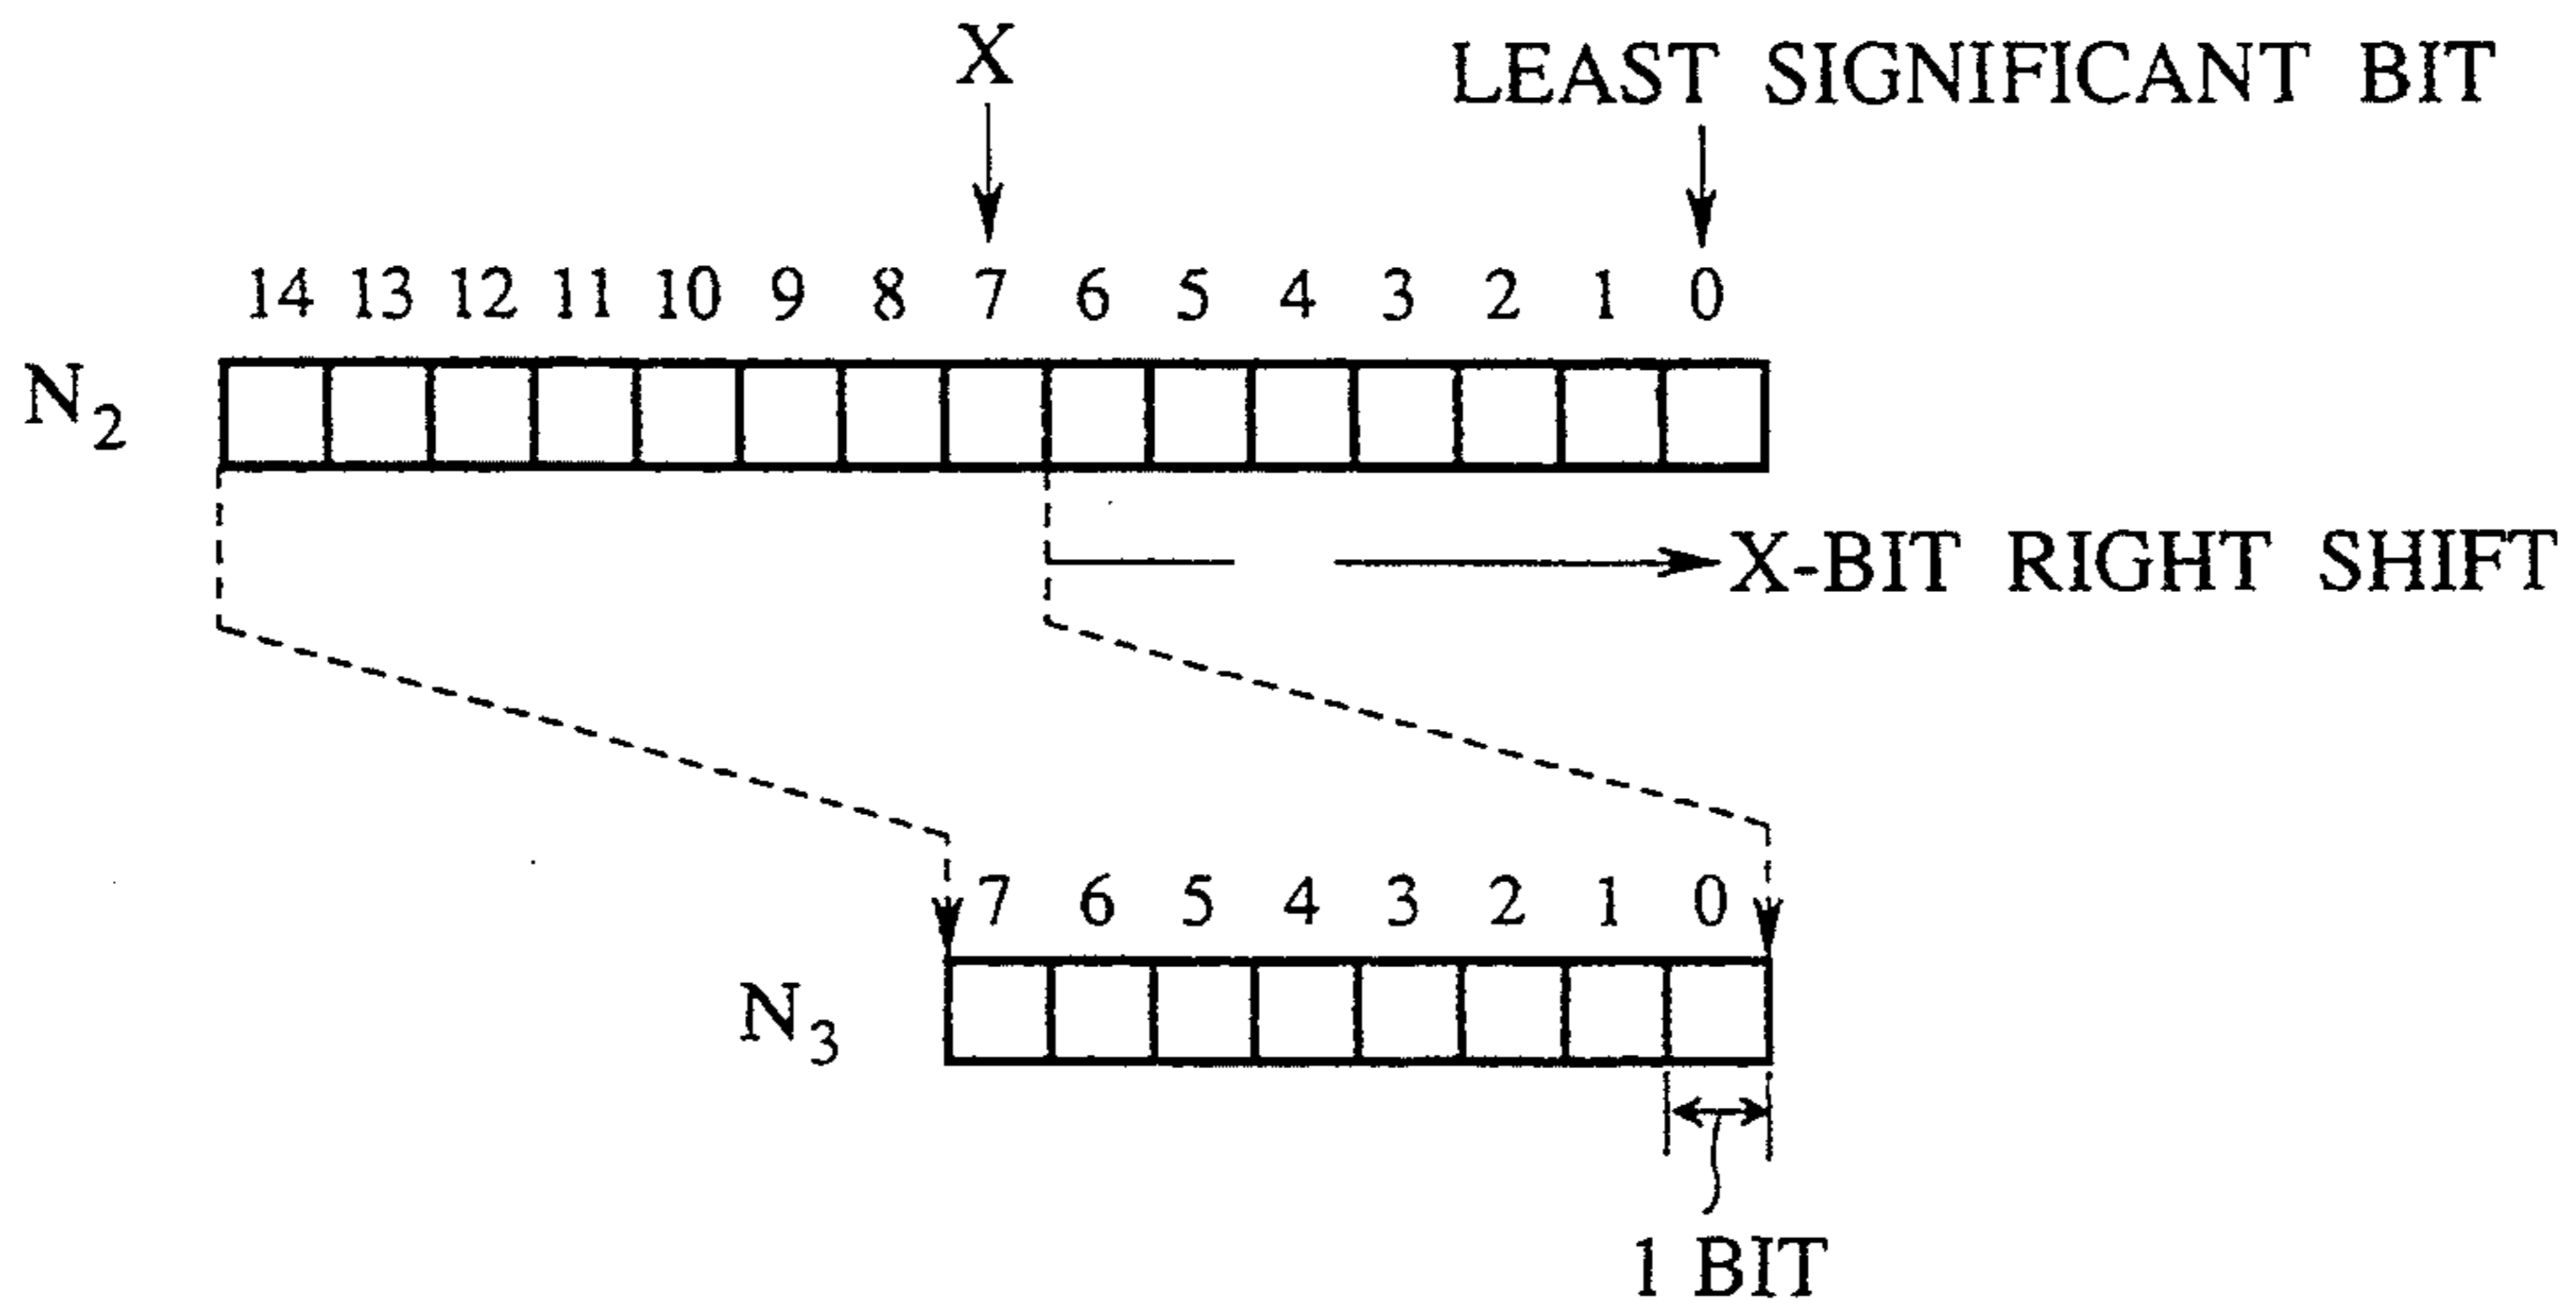 X
LEAST SIGNIFICANT BIT
14 13 12 11 10 9 8 7 6 5 4 3 2 1 0
N2
X-BIT RIGHT SHIFT
7 6 5 4 3 2 1 0
N3
1 BIT